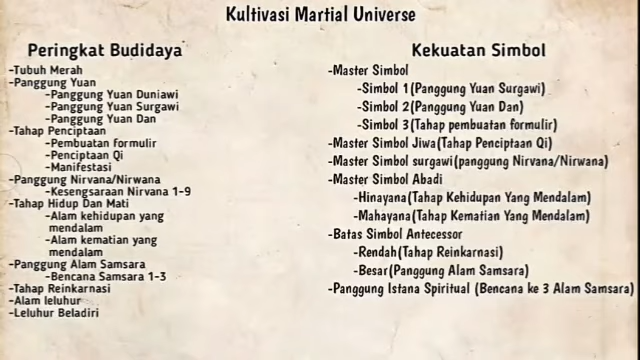 Kultivasi Martial Universe
Peringkat Budidaya
-Tubuh Merah
-Panggung Yuan
-Panggung Yuan Duniawi
-Panggung Yuan Surgawi
-Panggung Yuan Dan
-Tahap Penciptaan
-Pembuatan formulir
-Penciptaan Qi
-Manifestasi
-Panggung Nirvana/Nirwana
-Kesengsaraan Nirvana 1-9
-Tahap Hidup Dan Mati
-Alam kehidupan yang
mendalam
-Alam kematian yang
mendalam
-Panggung Alam Samsara
-Bencana Samsara 1-3
-Tahap Reinkarnasi
-Alam leluhur
-Leluhur Beladiri
Kekuatan Simbol
-Master Simbol
-Simbol 1(Panggung Yuan Surgawi)
-Simbol 2(Panggung Yuan Dan)
-Simbol 3(Tahap pembuatan formulir)
-Master Simbol Jiwa(Tahap Penciptaan Qi)
-Master Simbol surgawi(panggung Nirvana/Nirwana)
-Master Simbol Abadi
-Hinayana(Tahap Kehidupan Yang Mendalam)
-Mahayana(Tahap Kematian Yang Mendalam)
-Batas Simbol Antecessor
-Rendah(Tahap Reinkarnasi)
-Besar(Panggung Alam Samsara)
-Panggung Istana Spiritual (Bencana ke 3 Alam Samsara)